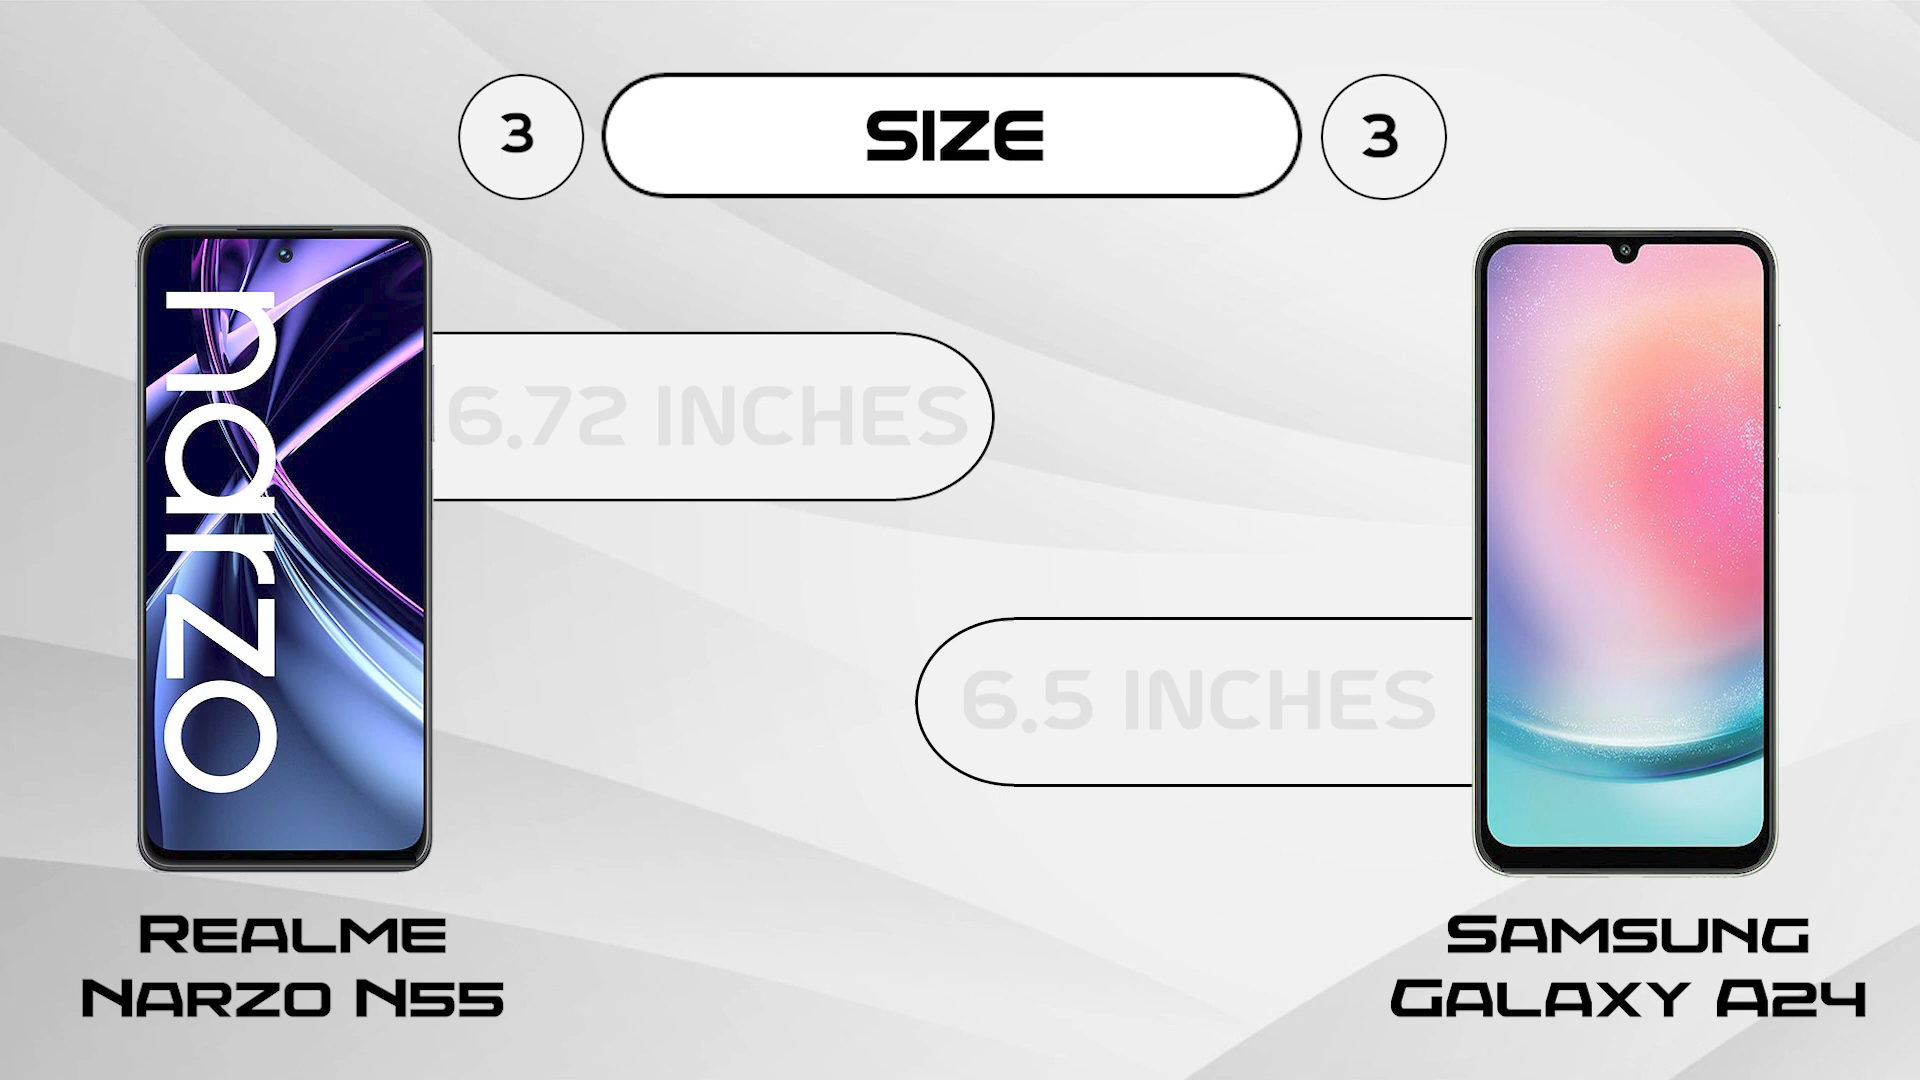 3
SIZE
3
narzo
6.72 INCHES
6.5 INCHES
REALME
NARZO N55
SAMSUNG
GALAXY A24